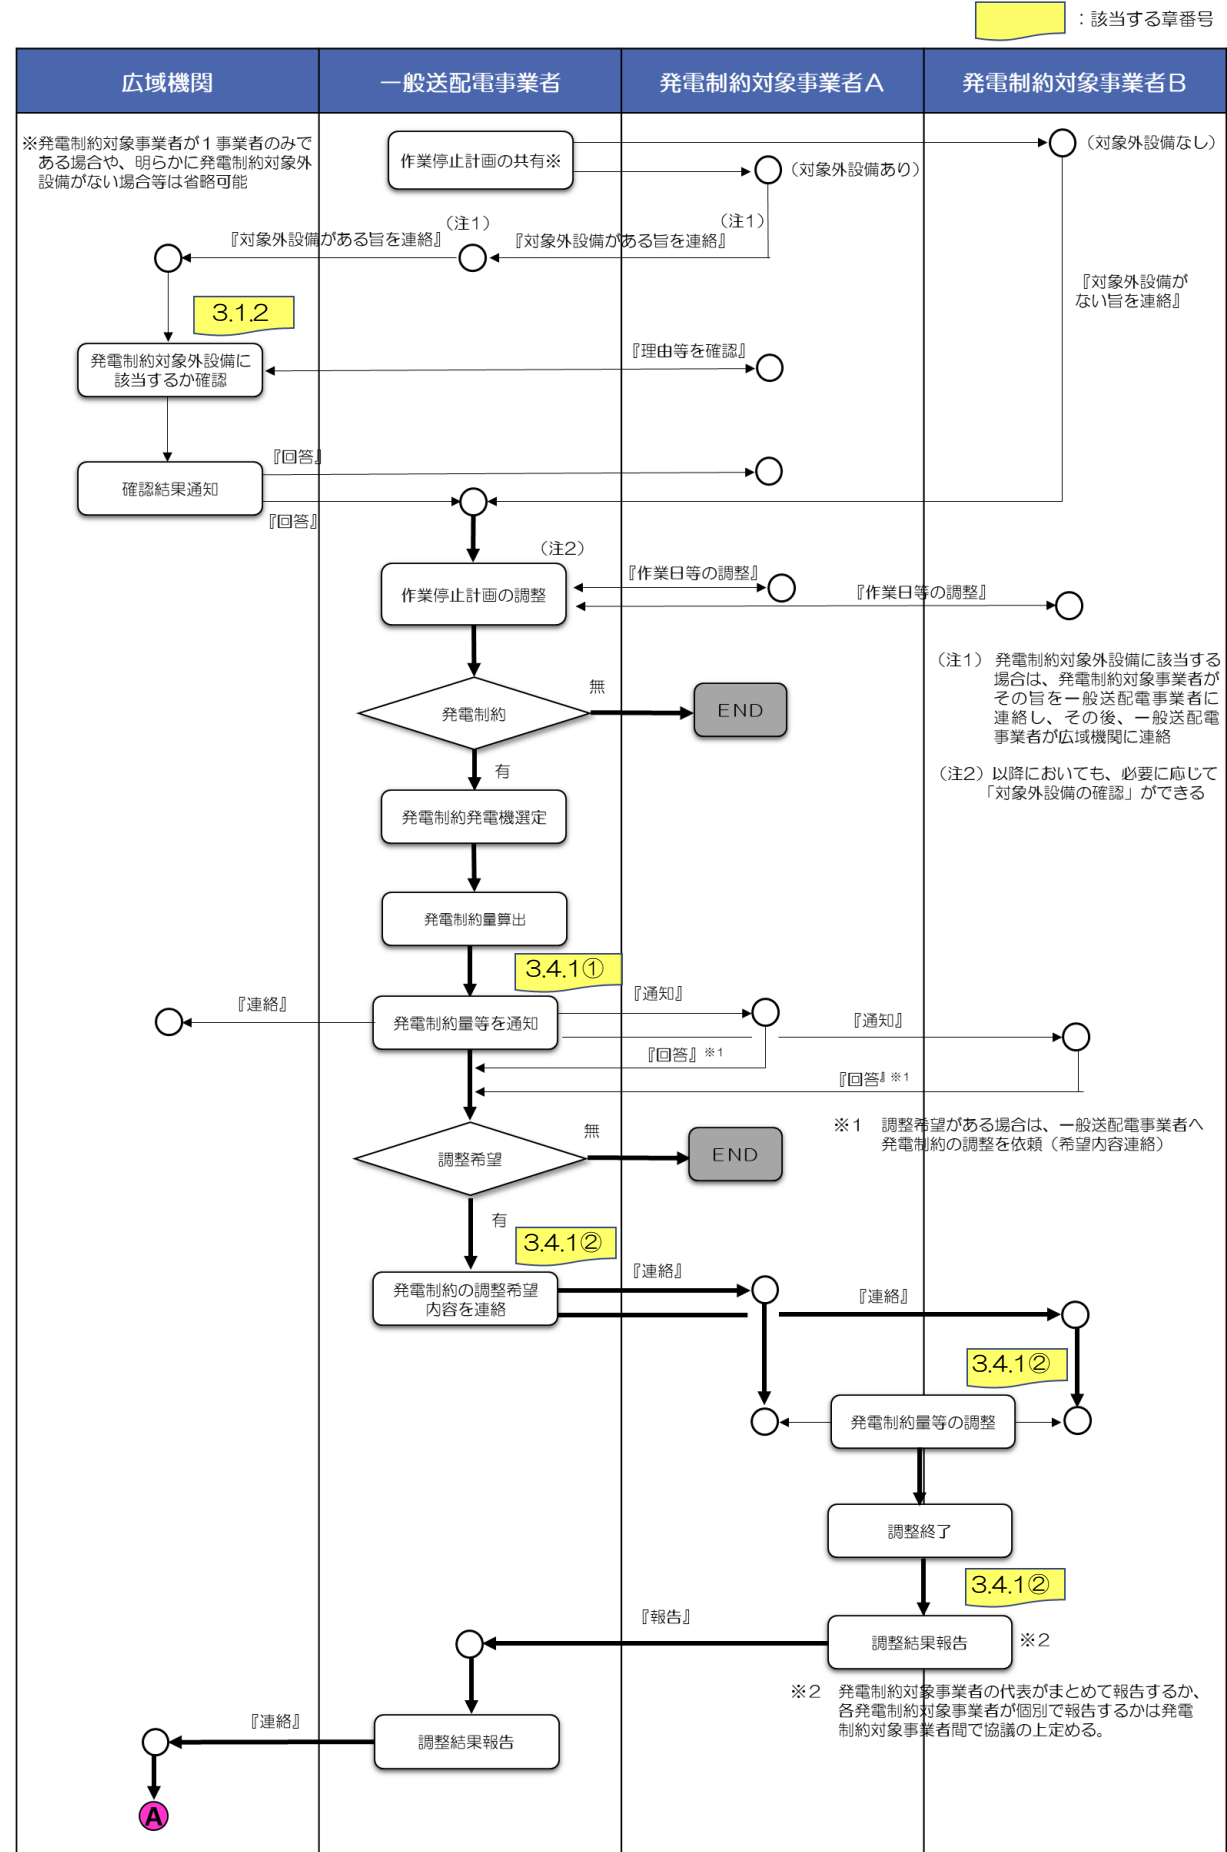 ：該当する章番号
広域機関
一般送配電事業者
発電制約対象事業者A
発電制約対象事業者B
※発電制約対象事業者が1事業者のみで
ある場合や、明らかに発電制約対象外
設備がない場合等は省略可能
作業停止計画の共有※
（対象外設備なし）
（対象外設備あり）
（注1）
（注1）
『対象外設備がある旨を連絡』
『対象外設備がある旨を連絡』
『対象外設備が
ない旨を連絡』
3.1.2
『理由等を確認』
発電制約対象外設備に
該当するか確認
『回答』
確認結果通知
『回答』
（注2）
『作業日等の調整』
『作業日等の調整』
作業停止計画の調整
（注1） 発電制約対象外設備に該当する
場合は、発電制約対象事業者が
その旨を一般送配電事業者に
連絡し、その後、一般送配電
事業者が広域機関に連絡
無
発電制約
END
有
（注2）以降においても、必要に応じて
「対象外設備の確認」ができる
発電制約発電機選定
発電制約量算出
3.4.1①
『連絡』
発電制約量等を通知
『通知』
『通知』
『回答』※1
『回答』※1
※1 調整希望がある場合は、一般送配電事業者へ
発電制約の調整を依頼（希望内容連絡）
無
調整希望
END
有
3.4.1②
発電制約の調整希望
内容を連絡
『連絡』
『連絡』
3.4.1②
発電制約量等の調整
調整終了
3.4.1②
『報告』
調整結果報告
※2
※2 発電制約対象事業者の代表がまとめて報告するか、
各発電制約対象事業者が個別で報告するかは発電
制約対象事業者間で協議の上定める。
『連絡』
調整結果報告
A